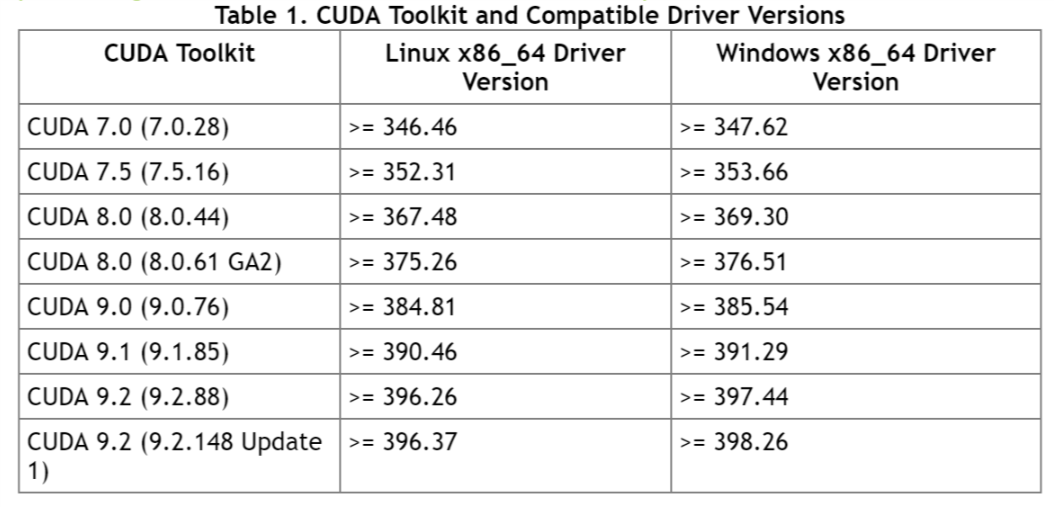 Table 1. CUDA Toolkit and Compatible Driver Versions
CUDA Toolkit
Linux x86_64 Driver
Version
Windows x86_64 Driver
Version
CUDA 7.0 (7.0.28)
>= 346.46
>= 347.62
CUDA 7.5 (7.5.16)
>= 352.31
>= 353.66
CUDA 8.0 (8.0.44)
>= 367.48
>= 369.30
CUDA 8.0 (8.0.61 GA2)
>= 375.26
>= 376.51
CUDA 9.0 (9.0.76)
>= 384.81
>= 385.54
CUDA 9.1 (9.1.85)
>= 390.46
>= 391.29
CUDA 9.2 (9.2.88)
>= 396.26
>= 397.44
CUDA 9.2 (9.2.148 Update
1)
>= 396.37
>= 398.26